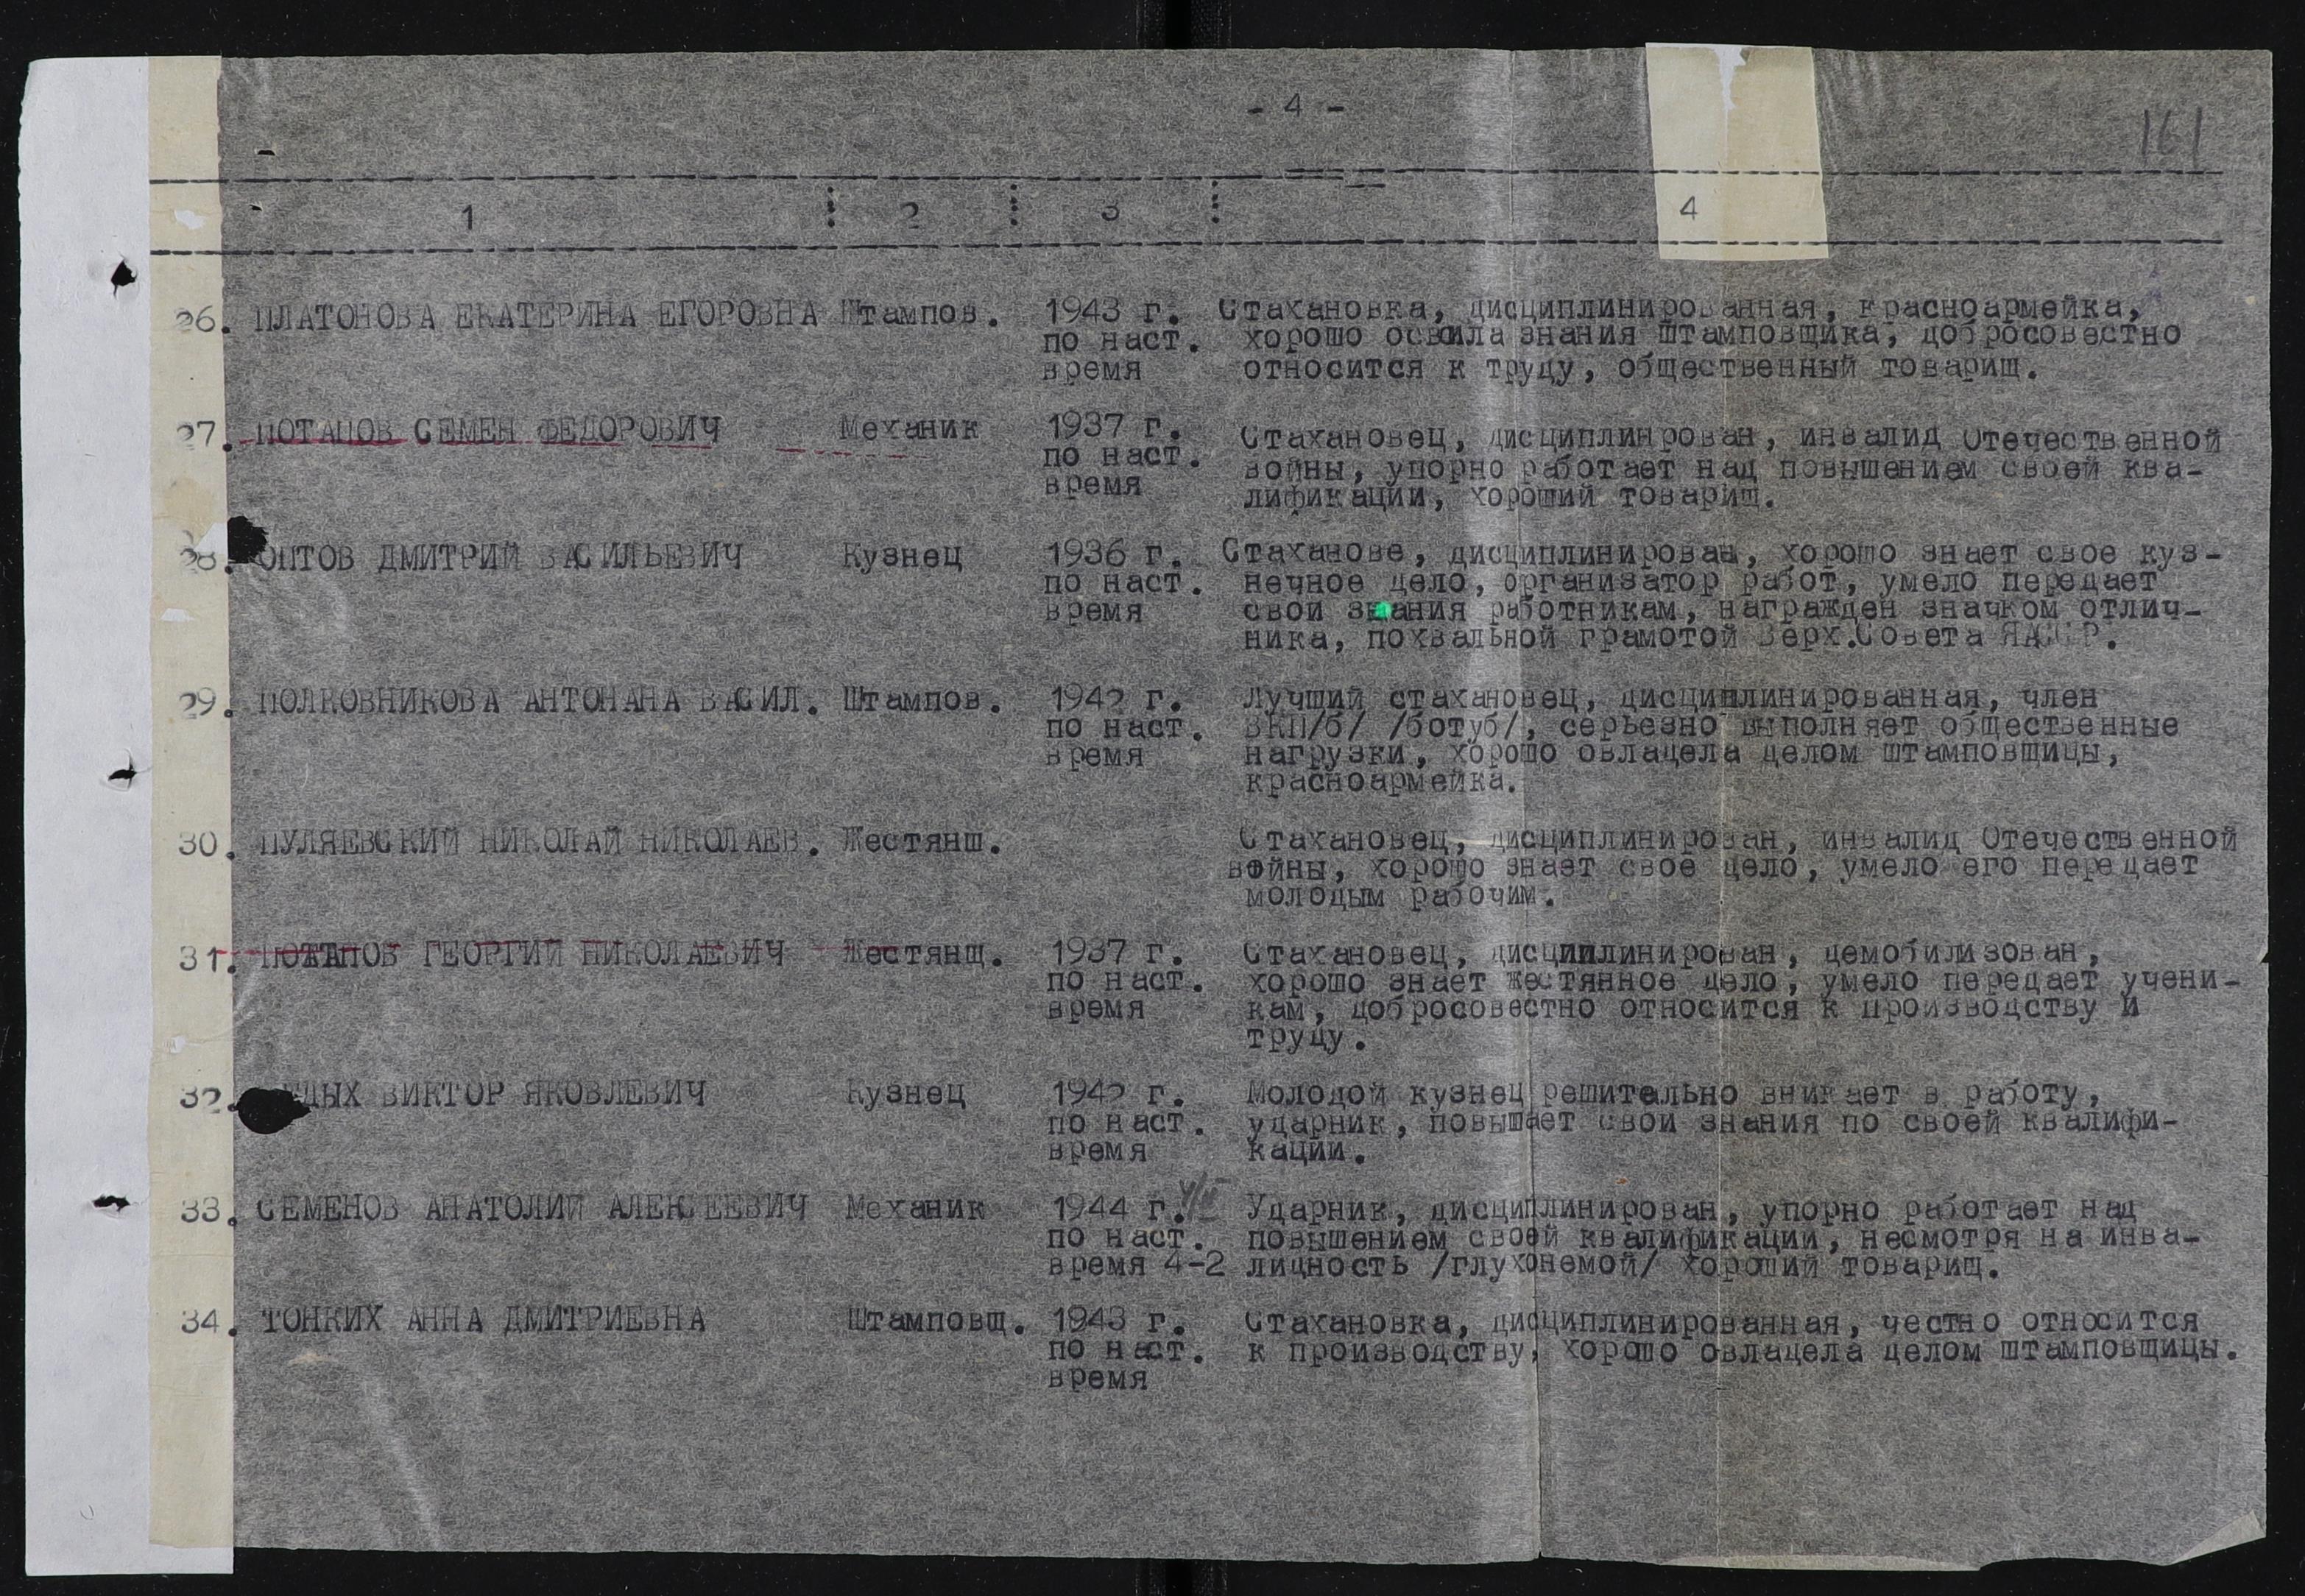 - 4 -
161
1 2 3 4
26. ПЛАТОНОВА ЕКАТЕРИНА ЕГОРОВНА Штампов. 1943 г. Стахановка, дисциплинированная, красноармейка,
по наст. хорошо освоила знания штамповщика, добросовестно
время относится к труду, общественный товарищ.
27. ПОТАПОВ СЕМЕН ФЕДОРОВИЧ Механик 1937 г. Стахановец, дисциплинрован, инвалид Отечественной
по наст. войны, упорно работает над повышением своей ква-
время лификации, хороший товарищ.
28. ОПТОВ ДМИТРИЙ ВАСИЛЬЕВИЧ Кузнец 1936 г. Стаханове, дисциплинирован, хорошо знает свое куз-
по наст. нечное дело, организатор работ, умело передает
время свои знания работникам, награжден значком отлич-
ника, похвальной грамотой Верх.Совета ЯАССР.
29. ПОЛКОВНИКОВА АНТОНАНА ВАСИЛ. Штампов. 1942 г. Лучший стахановец, дисциплинированная, член
по наст. ВКП/б/ /ботуб/, серьезно выполняет общественные
время нагрузки, хорошо овладела делом штамповщицы,
красноармейка.
30. ПУЛЯЕВСКИЙ НИКОЛАЙ НИКОЛАЕВ. Жестянш. Стахановец, дисциплинирован, инвалид Отечественной
войны, хорошо знает свое дело, умело его передает
молодым рабочим.
31. ПОТТАПОВ ГЕОРГИЙ НИКОЛАЕВИЧ Жестянщ. 1937 г. Стахановец, дисциплинирован, демобилизован,
по наст. хорошо знает жестянное дело, умело передает учени-
время кам, добросовестно относится к производству и
труду.
32. ЕДЫХ ВИКТОР ЯКОВЛЕВИЧ Кузнец 1942 г. Молодой кузнец решительно вникает в работу,
по наст. ударник, повышает свои знания по своей квалифи-
время кации.
33. СЕМЕНОВ АНАТОЛИЙ АЛЕКСЕЕВИЧ Механик 1944 г. Ударник, дисциплинирован, упорно работает над
по наст. повышением своей квалификации, несмотря на инва-
время 4-2 лидность /глухонемой/ хороший товарищ.
34. ТОНКИХ АННА ДМИТРИЕВНА Штамповщ. 1943 г. Стахановка, дисциплинированная, честно относится
по наст. к производству, хорошо овладела делом штамповщицы.
время